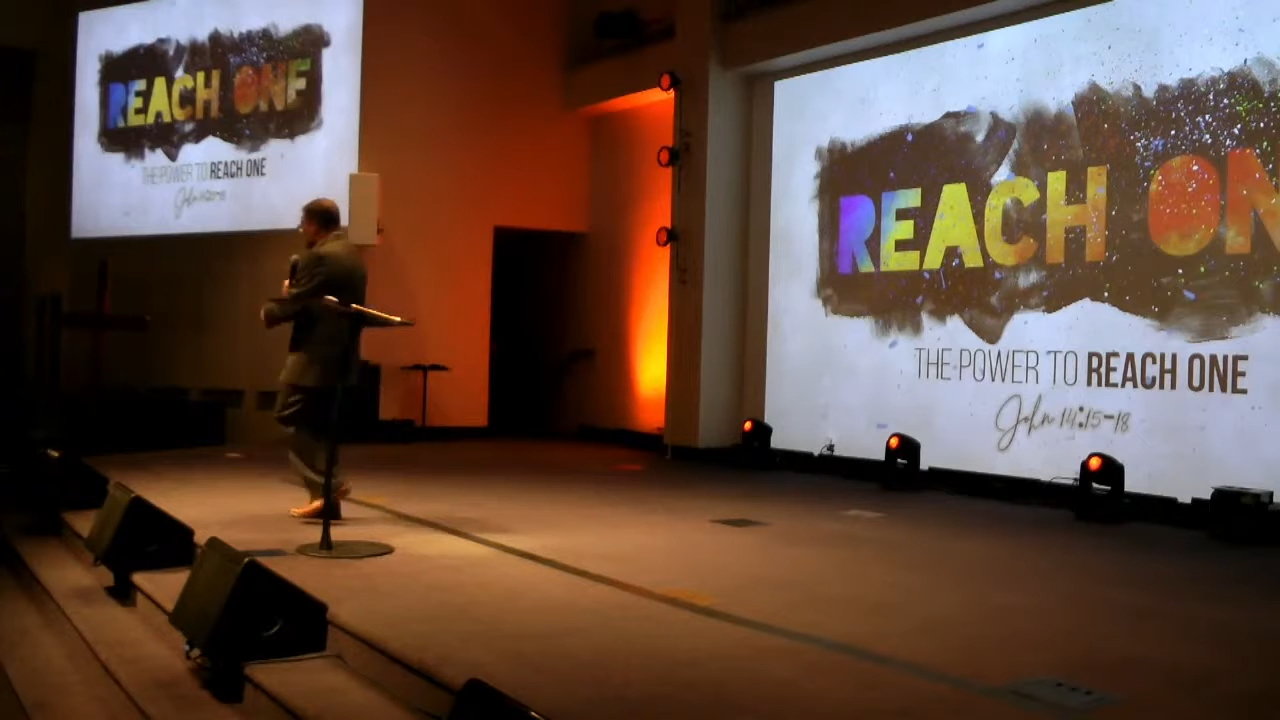 REACH ONE
THE POWER TO REACH ONE
REACH ON
THE POWER TO REACH ONE
John 14:15-18